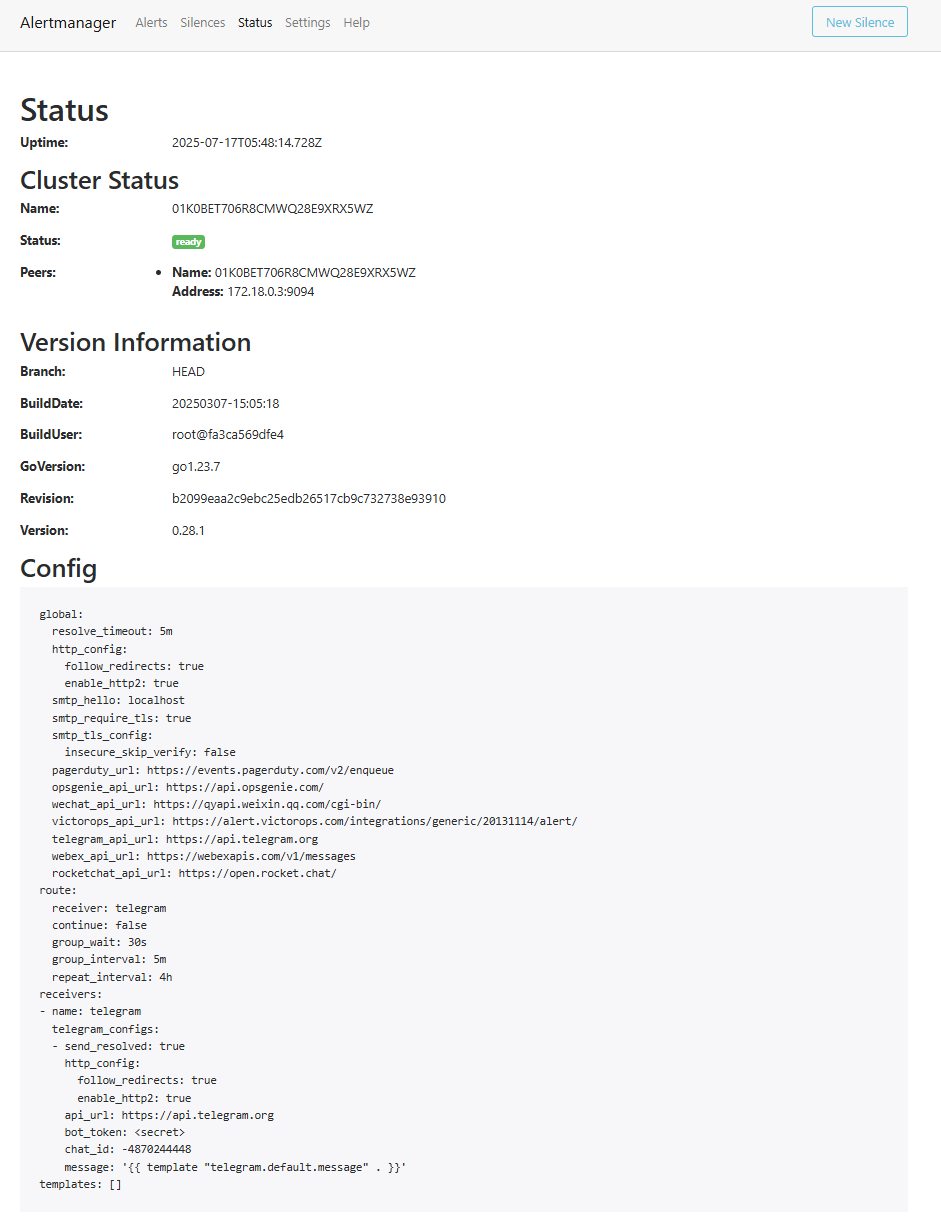 Alertmanager Alerts Silences Status Settings Help New Silence
Status
Uptime: 2025-07-17T05:48:14.728Z
Cluster Status
Name: 01K0BET706R8CMWQ28E9XRX5WZ
Status: ready
Peers: • Name: 01K0BET706R8CMWQ28E9XRX5WZ
Address: 172.18.0.3:9094
Version Information
Branch: HEAD
BuildDate: 20250307-15:05:18
BuildUser: root@fa3ca569dfe4
GoVersion: go1.23.7
Revision: b2099eaa2c9ebc25edb26517cb9c732738e93910
Version: 0.28.1
Config
global:
  resolve_timeout: 5m
  http_config:
    follow_redirects: true
    enable_http2: true
  smtp_hello: localhost
  smtp_require_tls: true
  smtp_tls_config:
    insecure_skip_verify: false
  pagerduty_url: https://events.pagerduty.com/v2/enqueue
  opsgenie_api_url: https://api.opsgenie.com/
  wechat_api_url: https://qyapi.weixin.qq.com/cgi-bin/
  victorops_api_url: https://alert.victorops.com/integrations/generic/20131114/alert/
  telegram_api_url: https://api.telegram.org
  webex_api_url: https://webexapis.com/v1/messages
  rocketchat_api_url: https://open.rocket.chat/
route:
  receiver: telegram
  continue: false
  group_wait: 30s
  group_interval: 5m
  repeat_interval: 4h
receivers:
- name: telegram
  telegram_configs:
  - send_resolved: true
    http_config:
      follow_redirects: true
      enable_http2: true
    api_url: https://api.telegram.org
    bot_token: <secret>
    chat_id: -4870244448
    message: '{{ template "telegram.default.message" . }}'
templates: []